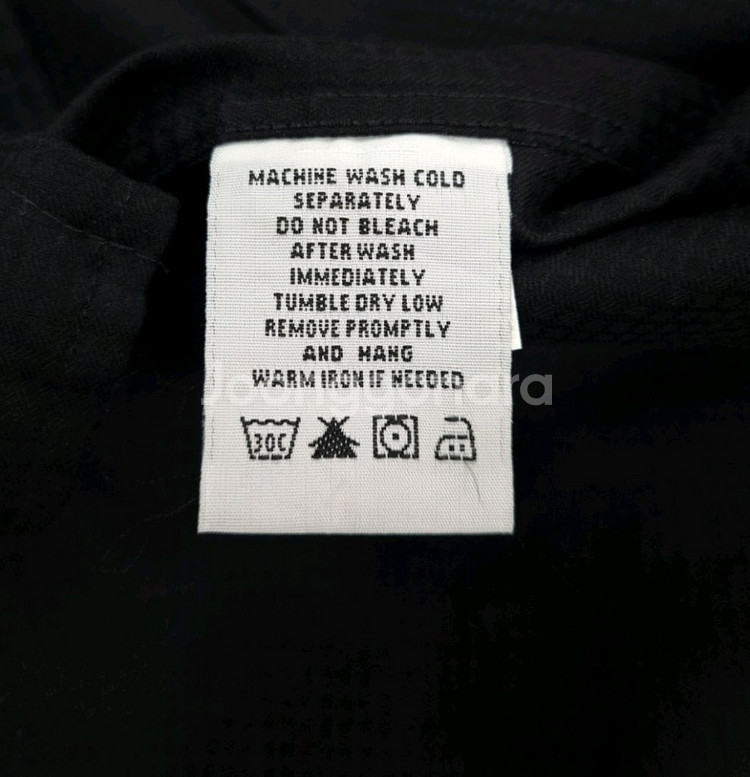 MACHINE WASH COLD
SEPARATELY
DO NOT BLEACH
AFTER WASH
IMMEDIATELY
TUMBLE DRY LOW
REMOVE PROMPTLY
AND HANG
WARM IRON IF NEEDED
Joonggonara
30C